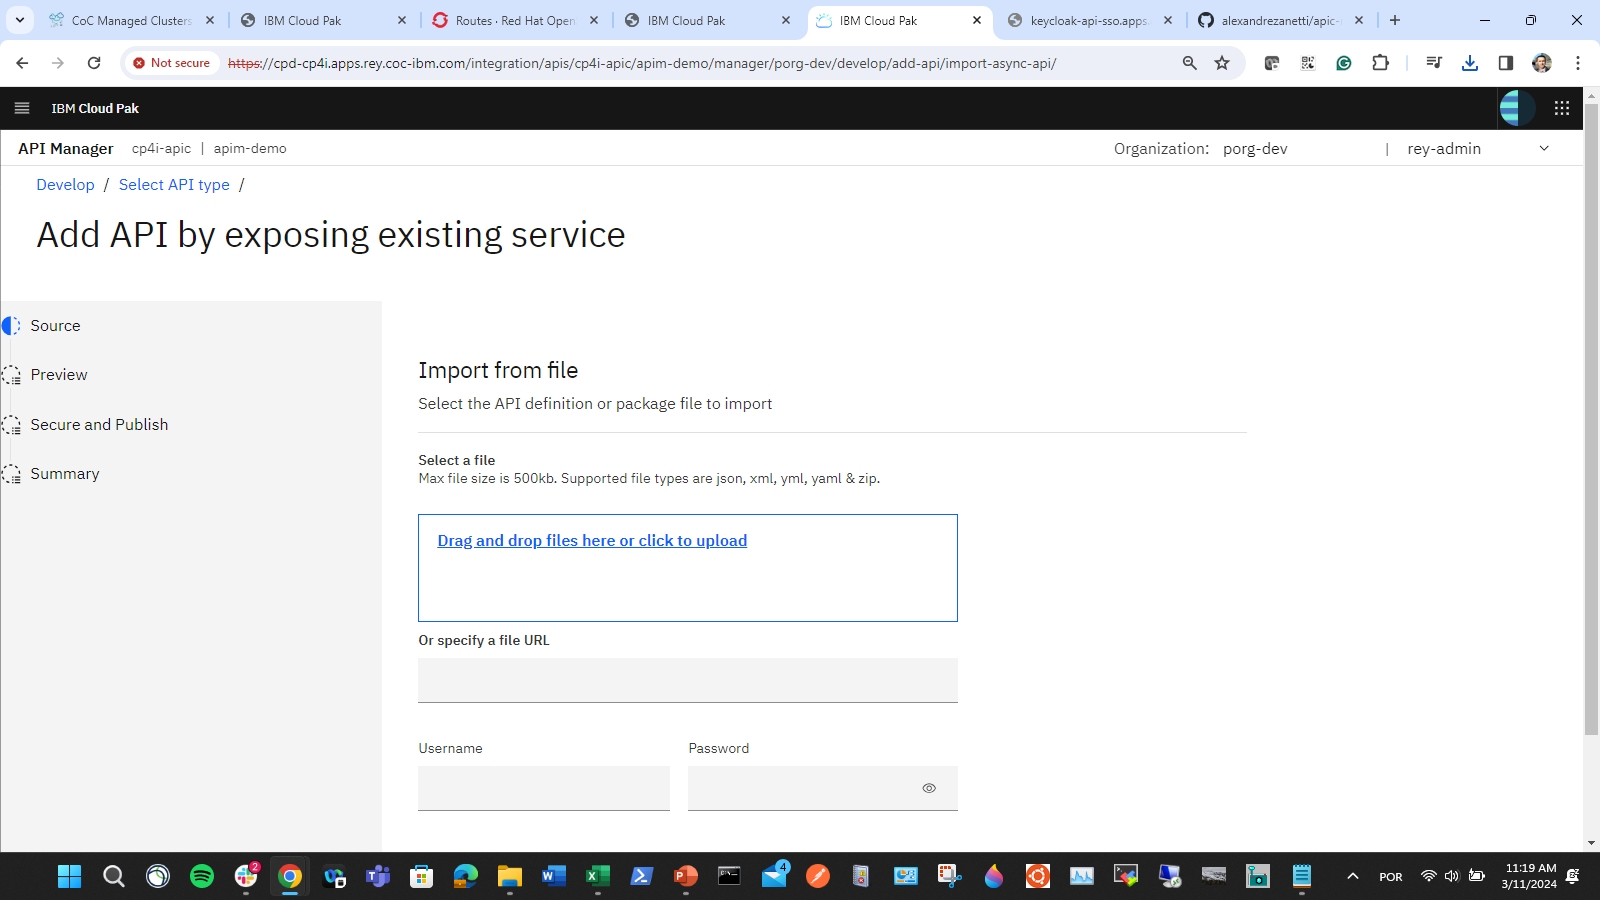 CoC Managed Clusters
IBM Cloud Pak
Routes · Red Hat Open
IBM Cloud Pak
IBM Cloud Pak
keycloak-api-sso.apps.
alexandrezanetti/apic-
Not secure
https://cpd-cp4i.apps.rey.coc-ibm.com/integration/apis/cp4i-apic/apim-demo/manager/porg-dev/develop/add-api/import-async-api/
IBM Cloud Pak
API Manager cp4i-apic | apim-demo
Organization: porg-dev | rey-admin
Develop / Select API type /
Add API by exposing existing service
Source
Preview
Secure and Publish
Summary
Import from file
Select the API definition or package file to import
Select a file
Max file size is 500kb. Supported file types are json, xml, yml, yaml & zip.
Drag and drop files here or click to upload
Or specify a file URL
Username
Password
2
4
POR
11:19 AM
3/11/2024